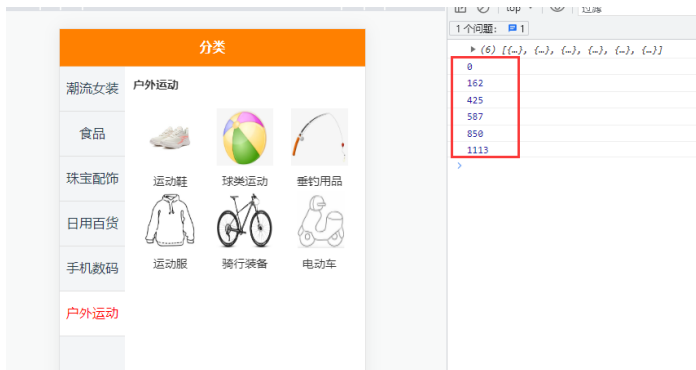 top
过滤
1 个问题: 1
分类
(6) [{…}, {…}, {…}, {…}, {…}, {…}]
0
162
425
587
850
1113
潮流女装
食品
珠宝配饰
日用百货
手机数码
户外运动
户外运动
运动鞋 球类运动 垂钓用品
运动服 骑行装备 电动车